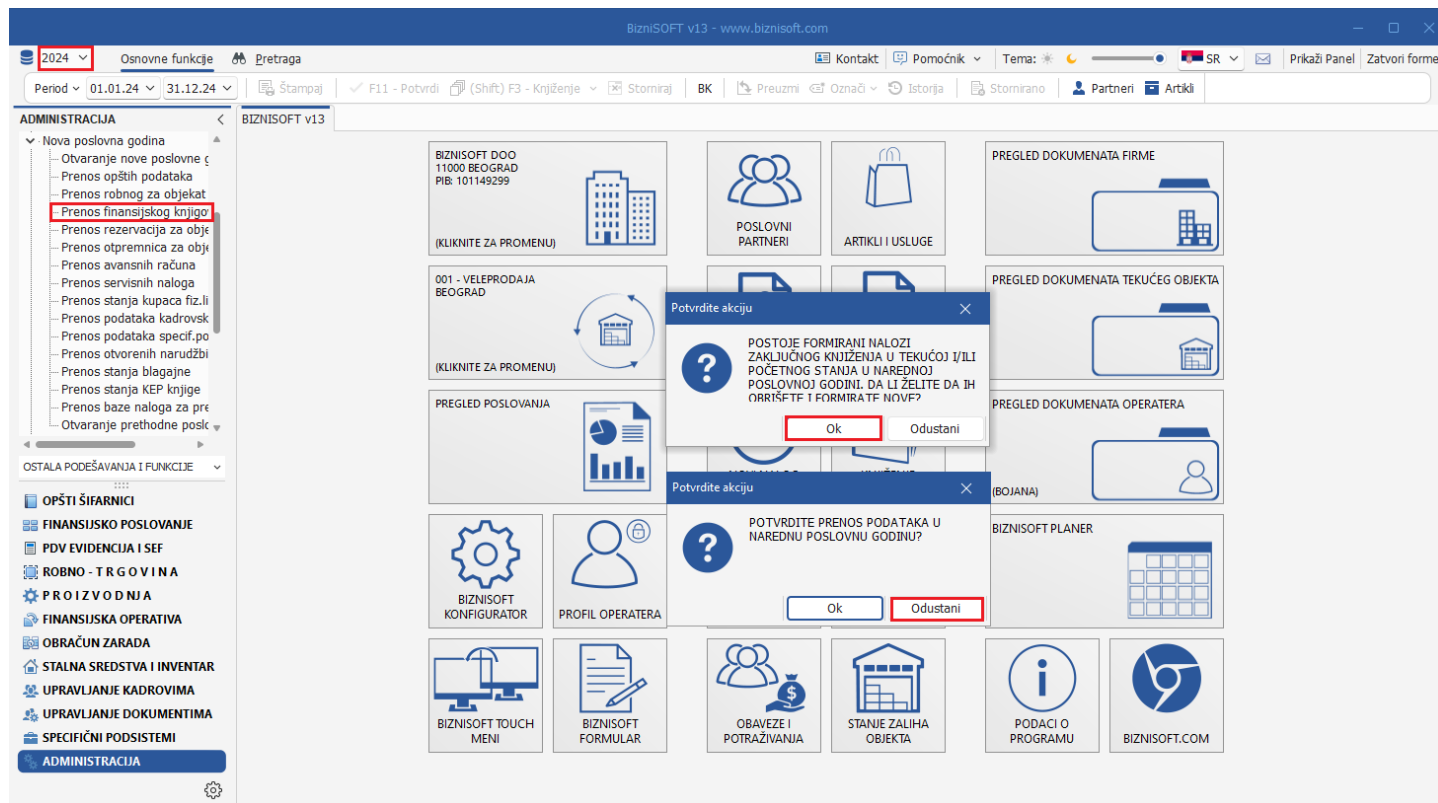 BizniSOFT v13 - www.biznisoft.com
2024
Osnovne funkcije
Pretraga
Kontakt
Pomoćnik
Tema:
SR
Prikaži Panel
Zatvori forme
Period
01.01.24
31.12.24
Štampaj
F11 - Potvrdi
(Shift) F3 - Knjiženje
Storniraj
BK
Preuzmi
Označi
Istorija
Stornirano
Partneri
Artikli
ADMINISTRACIJA
BIZNISOFT v13
Nova poslovna godina
Otvaranje nove poslovne g
Prenos opštih podataka
Prenos robnog za objekat
Prenos finansijskog knjigov
Prenos rezervacija za obje
Prenos otpremnica za obje
Prenos avansnih računa
Prenos servisnih naloga
Prenos stanja kupaca fiz.li
Prenos podataka kadrovsk
Prenos podataka specif.po
Prenos otvorenih narudžbi
Prenos stanja blagajne
Prenos stanja KEP knjige
Prenos baze naloga za pre
Otvaranje prethodne poslc
OSTALA PODEŠAVANJA I FUNKCIJE
OPŠTI ŠIFARNICI
FINANSIJSKO POSLOVANJE
PDV EVIDENCIJA I SEF
ROBNO - T R G O V I N A
P R O I Z V O D NJ A
FINANSIJSKA OPERATIVA
OBRAČUN ZARADA
STALNA SREDSTVA I INVENTAR
UPRAVLJANJE KADROVIMA
UPRAVLJANJE DOKUMENTIMA
SPECIFIČNI PODSISTEMI
ADMINISTRACIJA
BIZNISOFT DOO
11000 BEOGRAD
PIB: 101149299
(KLIKNITE ZA PROMENU)
POSLOVNI
PARTNERI
ARTIKLI I USLUGE
PREGLED DOKUMENATA FIRME
001 - VELEPRODAJA
BEOGRAD
(KLIKNITE ZA PROMENU)
PREGLED DOKUMENATA TEKUĆEG OBJEKTA
Potvrdite akciju
POSTOJE FORMIRANI NALOZI
ZAKLJUČNOG KNJIŽENJA U TEKUĆOJ I/ILI
POČETNOG STANJA U NAREDNOJ
POSLOVNOJ GODINI. DA LI ŽELITE DA IH
OBRIŠETE I FORMIRATE NOVE?
Ok
Odustani
PREGLED POSLOVANJA
PREGLED DOKUMENATA OPERATERA
(BOJANA)
Potvrdite akciju
POTVRDITE PRENOS PODATAKA U
NAREDNU POSLOVNU GODINU?
Ok
Odustani
BIZNISOFT
KONFIGURATOR
PROFIL OPERATERA
BIZNISOFT PLANER
BIZNISOFT TOUCH
MENI
BIZNISOFT
FORMULAR
OBAVEZE I
POTRAŽIVANJA
STANJE ZALIHA
OBJEKTA
PODACI O
PROGRAMU
BIZNISOFT.COM